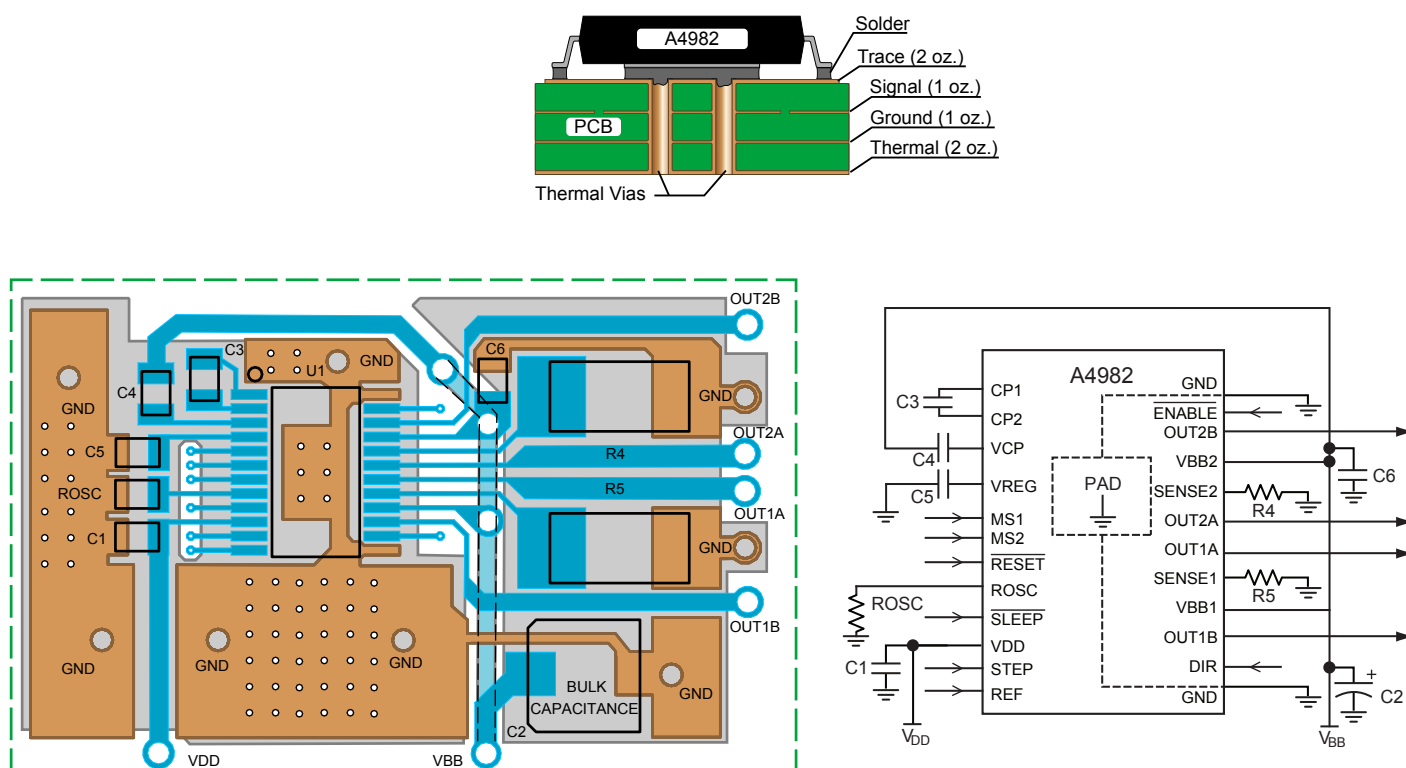 A4982
Solder
Trace (2 oz.)
Signal (1 oz.)
Ground (1 oz.)
Thermal (2 oz.)
PCB
Thermal Vias
OUT2B
C3
U1
GND
C6
C4
GND
GND
OUT2A
C5
R4
ROSC
R5
OUT1A
C1
GND
OUT1B
GND
GND
GND
GND
BULK
CAPACITANCE
C2
VDD
VBB
A4982
GND
CP1
ENABLE
C3
CP2
OUT2B
VCP
VBB2
C4
C6
PAD
VREG
SENSE2
C5
R4
MS1
OUT2A
MS2
OUT1A
RESET
SENSE1
ROSC
ROSC
R5
VBB1
SLEEP
OUT1B
VDD
C1
STEP
DIR
+
C2
REF
GND
VDD
VBB